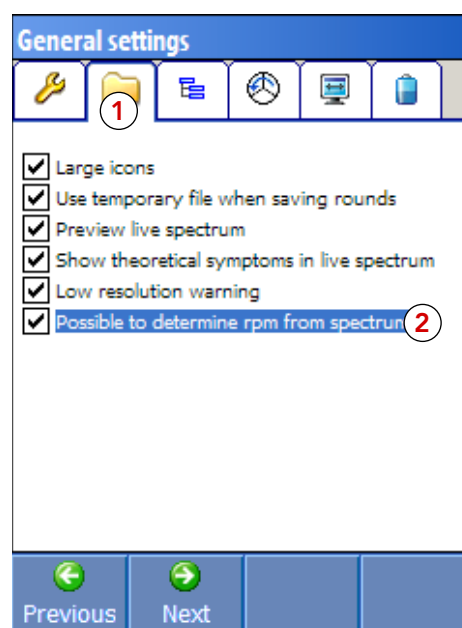 General settings
1
Large icons
Use temporary file when saving rounds
Preview live spectrum
Show theoretical symptoms in live spectrum
Low resolution warning
Possible to determine rpm from spectrum
2
Previous
Next